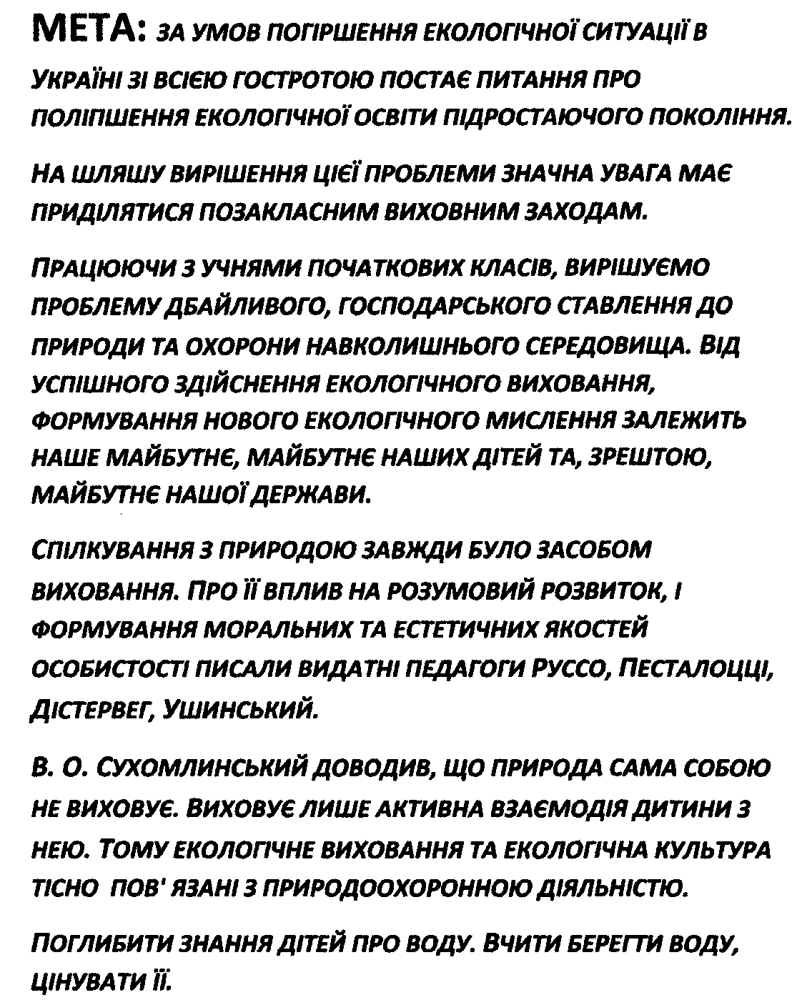 МЕТА: ЗА УМОВ ПОГІРШЕННЯ ЕКОЛОГІЧНОЇ СИТУАЦІЇ В
УКРАЇНІ ЗІ ВСІЄЮ ГОСТРОТОЮ ПОСТАЄ ПИТАННЯ ПРО
ПОЛІПШЕННЯ ЕКОЛОГІЧНОЇ ОСВІТИ ПІДРОСТАЮЧОГО ПОКОЛІННЯ.
НА ШЛЯШУ ВИРІШЕННЯ ЦІЄЇ ПРОБЛЕМИ ЗНАЧНА УВАГА МАЄ
ПРИДІЛЯТИСЯ ПОЗАКЛАСНИМ ВИХОВНИМ ЗАХОДАМ.
ПРАЦЮЮЧИ З УЧНЯМИ ПОЧАТКОВИХ КЛАСІВ, ВИРІШУЄМО
ПРОБЛЕМУ ДБАЙЛИВОГО, ГОСПОДАРСЬКОГО СТАВЛЕННЯ ДО
ПРИРОДИ ТА ОХОРОНИ НАВКОЛИШНЬОГО СЕРЕДОВИЩА. ВІД
УСПІШНОГО ЗДІЙСНЕННЯ ЕКОЛОГІЧНОГО ВИХОВАННЯ,
ФОРМУВАННЯ НОВОГО ЕКОЛОГІЧНОГО МИСЛЕННЯ ЗАЛЕЖИТЬ
НАШЕ МАЙБУТНЄ, МАЙБУТНЄ НАШИХ ДІТЕЙ ТА, ЗРЕШТОЮ,
МАЙБУТНЄ НАШОЇ ДЕРЖАВИ.
СПІЛКУВАННЯ З ПРИРОДОЮ ЗАВЖДИ БУЛО ЗАСОБОМ
ВИХОВАННЯ. ПРО ЇЇ ВПЛИВ НА РОЗУМОВИЙ РОЗВИТОК, І
ФОРМУВАННЯ МОРАЛЬНИХ ТА ЕСТЕТИЧНИХ ЯКОСТЕЙ
ОСОБИСТОСТІ ПИСАЛИ ВИДАТНІ ПЕДАГОГИ РУССО, ПЕСТАЛОЦЦІ,
ДІСТЕРВЕГ, УШИНСЬКИЙ.
В. О. СУХОМЛИНСЬКИЙ ДОВОДИВ, ЩО ПРИРОДА САМА СОБОЮ
НЕ ВИХОВУЄ. ВИХОВУЄ ЛИШЕ АКТИВНА ВЗАЄМОДІЯ ДИТИНИ З
НЕЮ. ТОМУ ЕКОЛОГІЧНЕ ВИХОВАННЯ ТА ЕКОЛОГІЧНА КУЛЬТУРА
ТІСНО ПОВ' ЯЗАНІ З ПРИРОДООХОРОННОЮ ДІЯЛЬНІСТЮ.
ПОГЛИБИТИ ЗНАННЯ ДІТЕЙ ПРО ВОДУ. ВЧИТИ БЕРЕГТИ ВОДУ,
ЦІНУВАТИ ЇЇ.